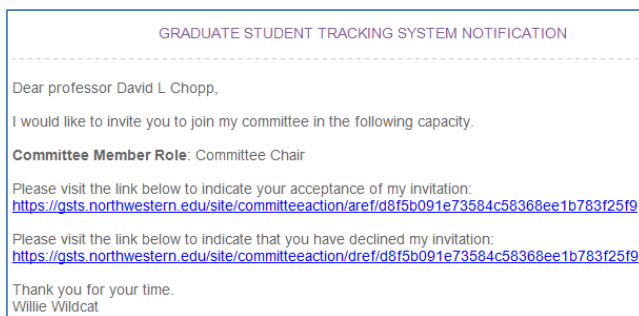 GRADUATE STUDENT TRACKING SYSTEM NOTIFICATION
Dear professor David L Chopp,
I would like to invite you to join my committee in the following capacity.
Committee Member Role: Committee Chair
Please visit the link below to indicate your acceptance of my invitation:
https://gsts.northwestern.edu/site/committeeaction/aref/d8f5b091e73584c58368ee1b783f25f9
Please visit the link below to indicate that you have declined my invitation:
https://gsts.northwestern.edu/site/committeeaction/dref/d8f5b091e73584c58368ee1b783f25f9
Thank you for your time.
Willie Wildcat